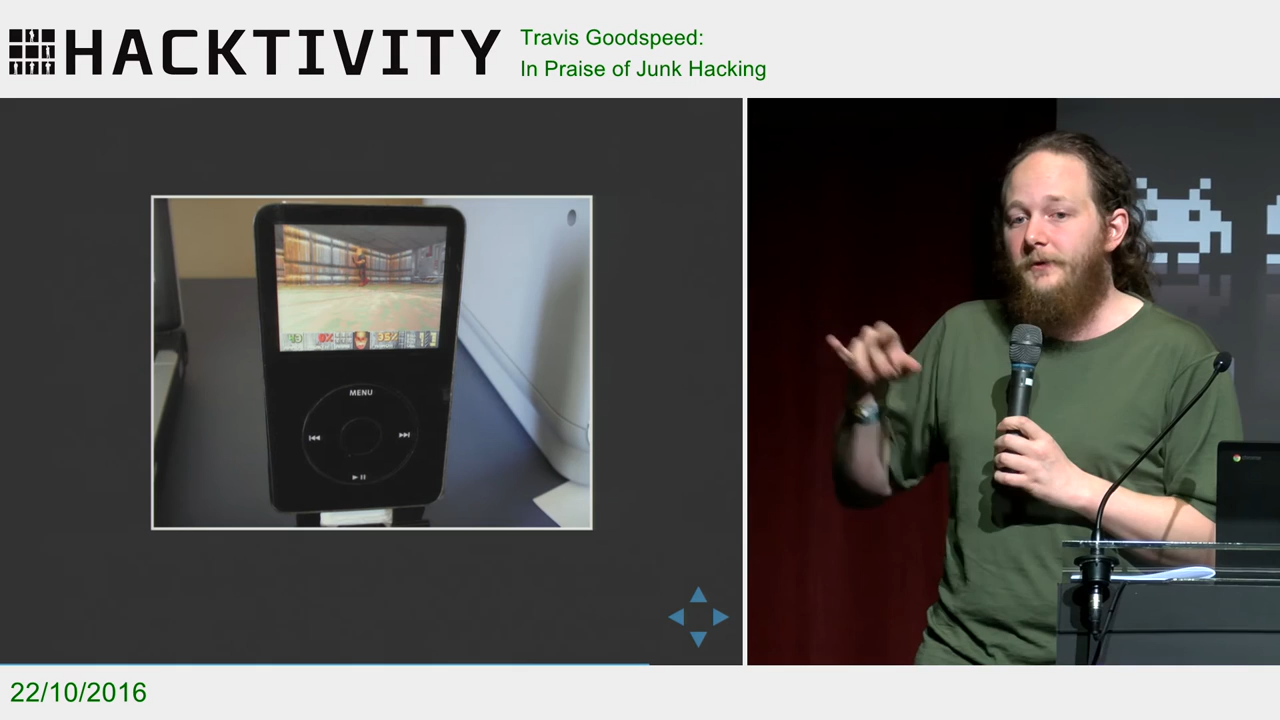 HACKTIVITY
Travis Goodspeed:
In Praise of Junk Hacking
MENU
22/10/2016